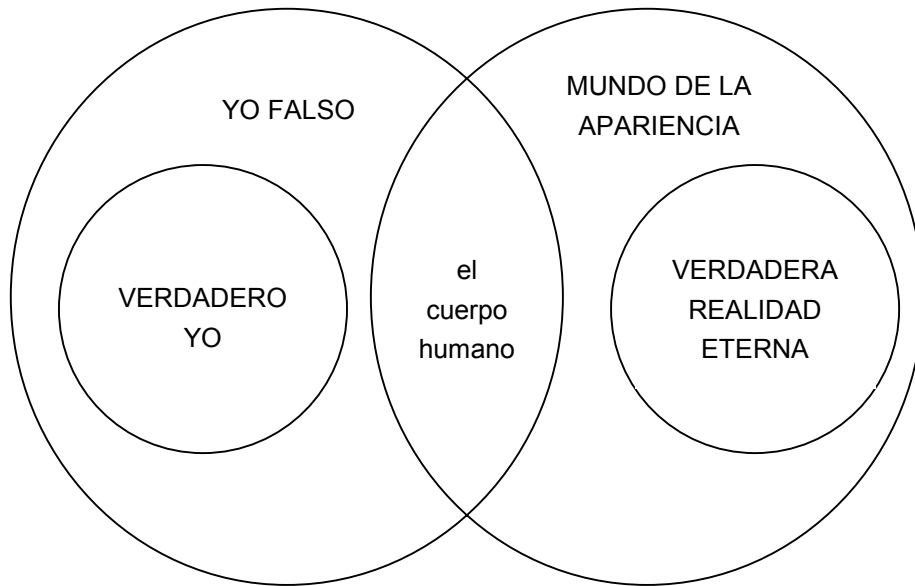 YO FALSO
MUNDO DE LA
APARIENCIA
VERDADERO
YO
el
cuerpo
humano
VERDADERA
REALIDAD
ETERNA